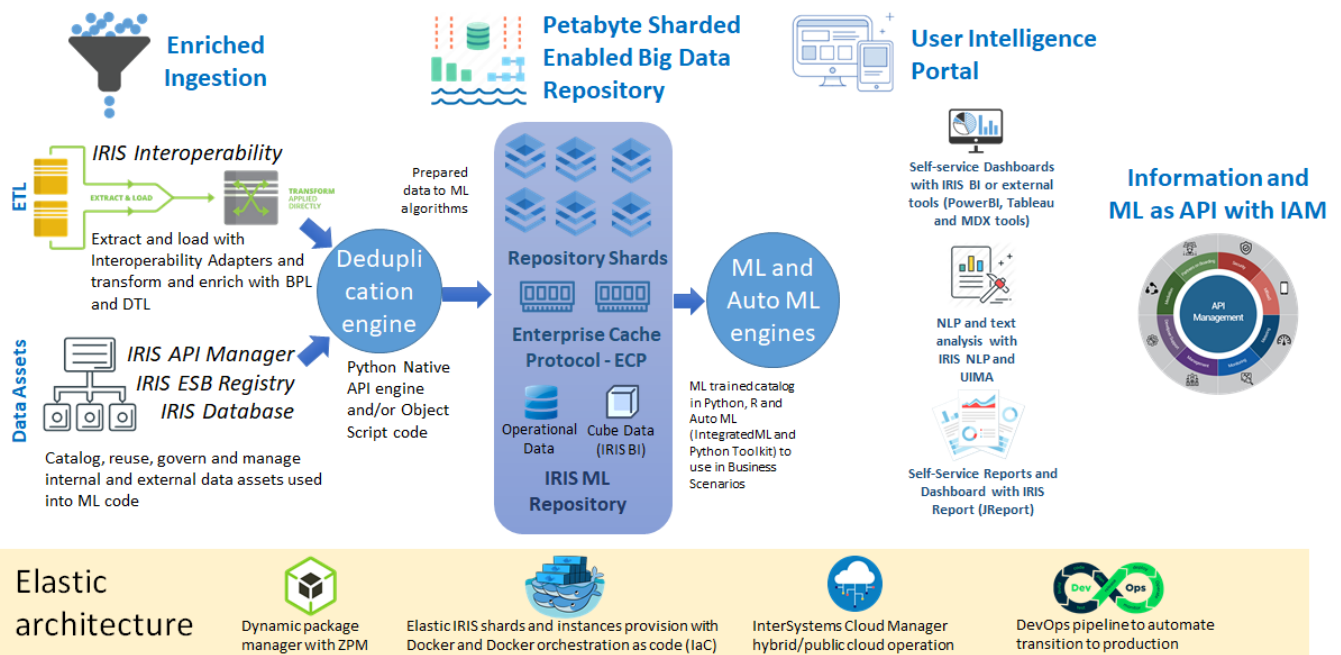 Enriched
Ingestion
Petabyte Sharded
Enabled Big Data
Repository
User Intelligence
Portal
ETL
IRIS Interoperability
EXTRACT & LOAD
TRANSFORM
APPLIED
DIRECTLY
Extract and load with
Interoperability Adapters and
transform and enrich with BPL
and DTL
Data Assets
IRIS API Manager
IRIS ESB Registry
IRIS Database
Catalog, reuse, govern and manage
internal and external data assets used
into ML code
Dedupli
cation
engine
Python Native
API engine
and/or Object
Script code
Prepared
data to ML
algorithms
Repository Shards
Enterprise Cache
Protocol - ECP
Operational
Data
Cube Data
(IRIS BI)
IRIS ML
Repository
ML and
Auto ML
engines
ML trained catalog
in Python, R and
Auto ML
(IntegratedML and
Python Toolkit) to
use in Business
Scenarios
Self-service Dashboards
with IRIS BI or external
tools (PowerBI, Tableau
and MDX tools)
NLP and text
analysis with
IRIS NLP and
UIMA
Self-Service Reports and
Dashboard with IRIS
Report (JReport)
Information and
ML as API with IAM
API
Management
Security
Monitoring
Management
Elastic
architecture
Dynamic package
manager with ZPM
Elastic IRIS shards and instances provision with
Docker and Docker orchestration as code (IaC)
InterSystems Cloud Manager
hybrid/public cloud operation
Dev
Ops
DevOps pipeline to automate
transition to production